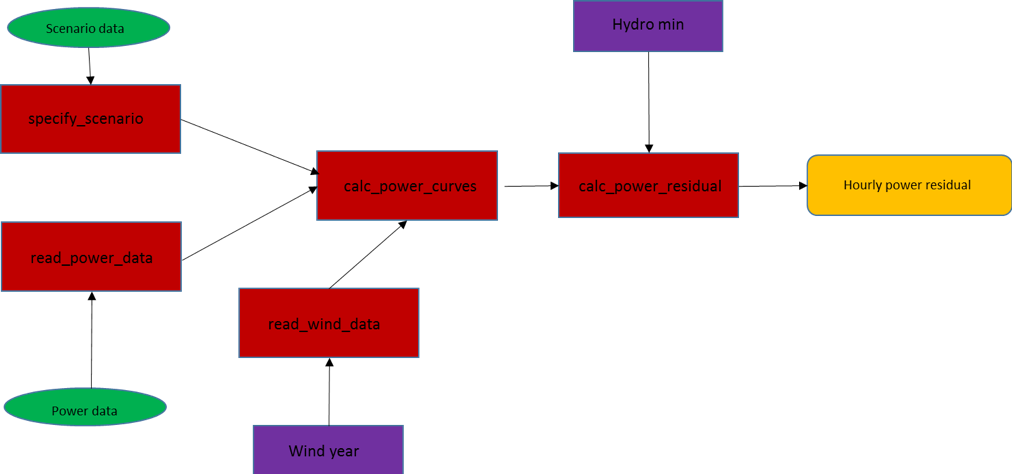 Scenario data
Hydro min
specify_scenario
calc_power_curves
calc_power_residual
Hourly power residual
read_power_data
read_wind_data
Power data
Wind year